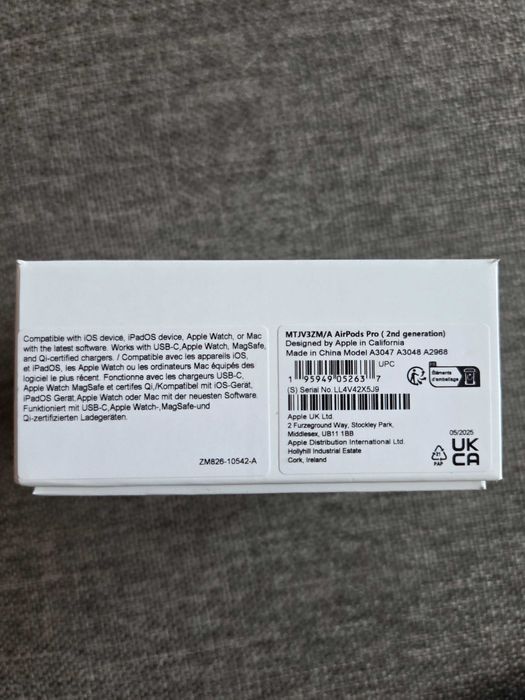 Compatible with iOS device, iPadOS device, Apple Watch, or Mac
with the latest software. Works with USB-C,Apple Watch, MagSafe,
and Qi-certified chargers. / Compatible avec les appareils iOS,
et iPadOS, les Apple Watch ou les ordinateurs Mac équipés des
logiciel le plus récent. Fonctionne avec les chargeurs USB-C,
Apple Watch MagSafe et certifes Qi,/Kompatibel mit iOS-Gerät,
iPadOS Gerät,Apple Watch oder Mac mit der neuesten Software.
Funktioniert mit USB-C,Apple Watch-,MagSafe-und
Qi-zertifizierten Ladegeräten.
ZM826-10542-A
MTJV3ZM/A AirPods Pro ( 2nd generation)
Designed by Apple in California
Made in China Model A3047 A3048 A2968
UPC
1 95949 05263 7
(S) Serial No. LL4V42X5J9
Éléments
d'emballage
Apple UK Ltd.
2 Furzeground Way, Stockley Park,
Middlesex, UB11 1BB
Apple Distribution International Ltd.
Hollyhill Industrial Estate
Cork, Ireland
05/2025
21
PAP
UK
CA